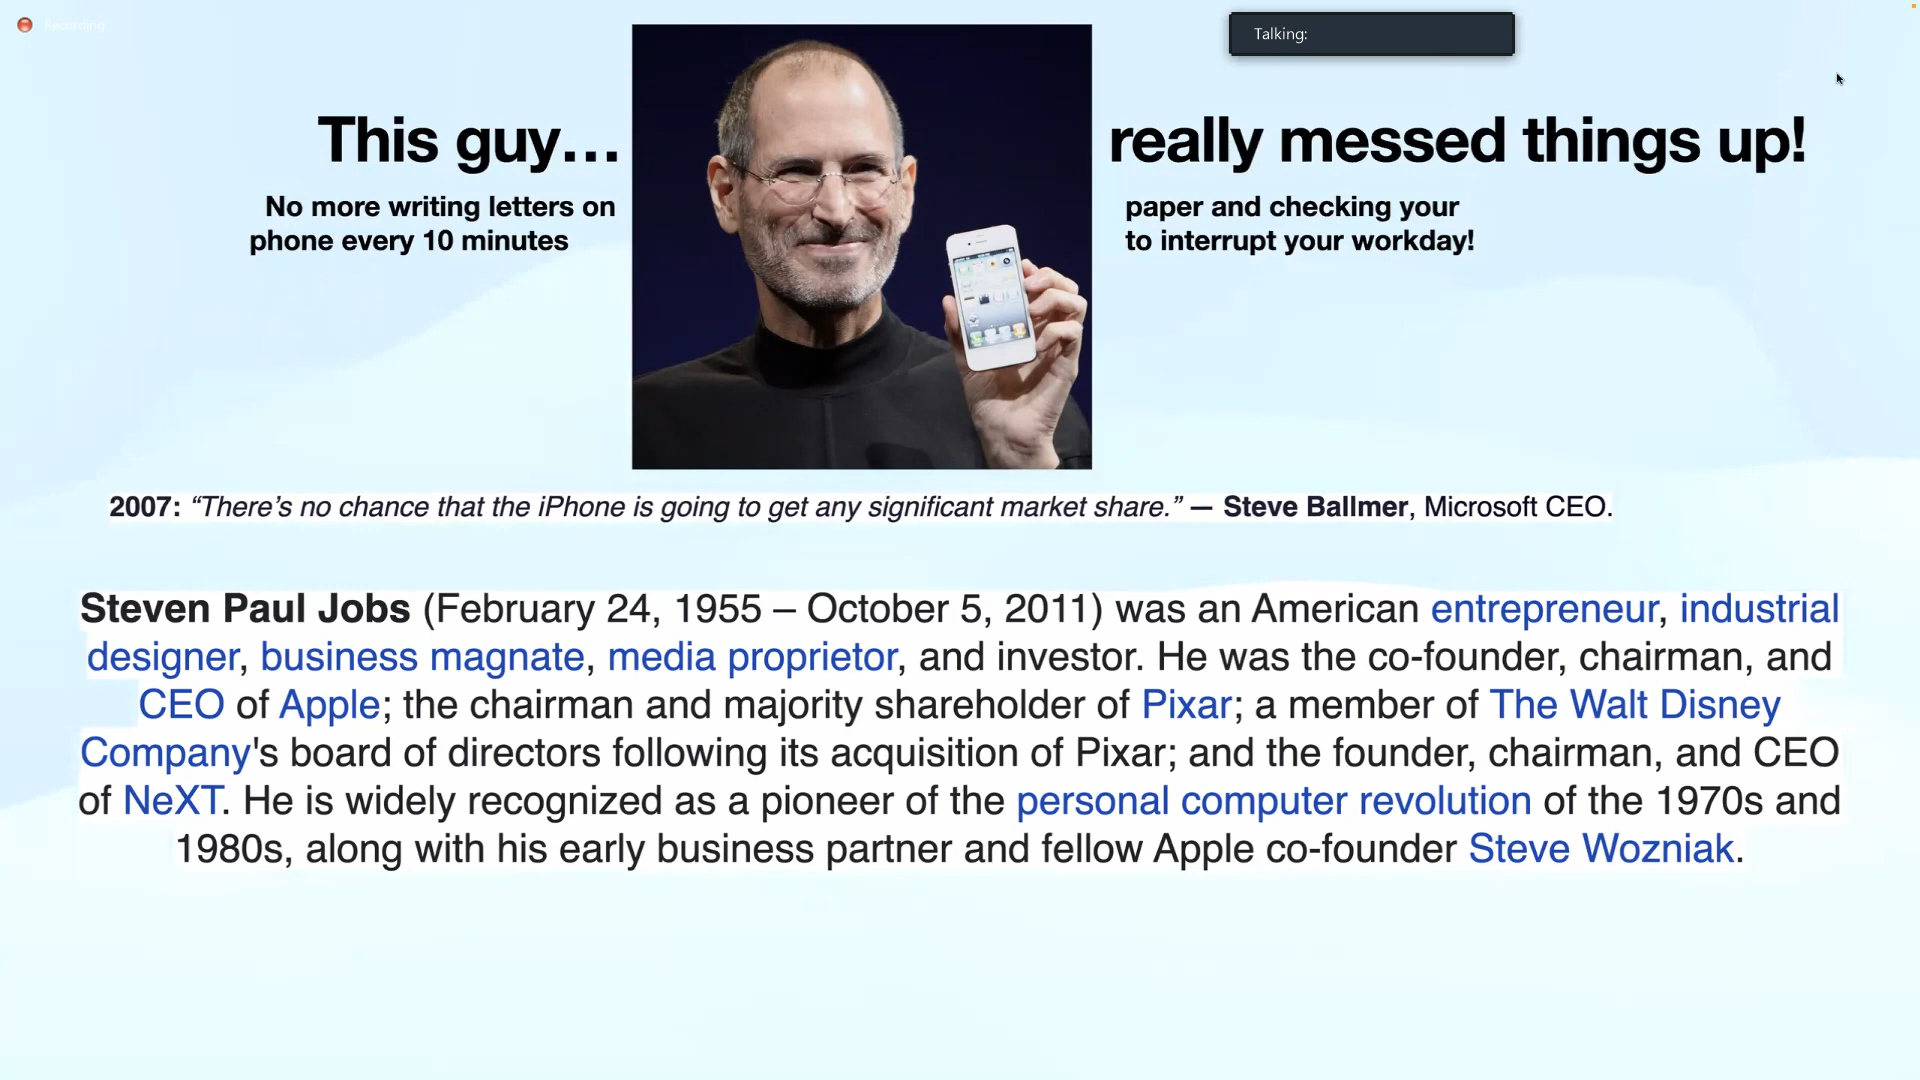 Recording
Talking:
This guy… really messed things up!
No more writing letters on paper and checking your
phone every 10 minutes to interrupt your workday!
2007: “There’s no chance that the iPhone is going to get any significant market share.” — Steve Ballmer, Microsoft CEO.
Steven Paul Jobs (February 24, 1955 – October 5, 2011) was an American entrepreneur, industrial
designer, business magnate, media proprietor, and investor. He was the co-founder, chairman, and
CEO of Apple; the chairman and majority shareholder of Pixar; a member of The Walt Disney
Company's board of directors following its acquisition of Pixar; and the founder, chairman, and CEO
of NeXT. He is widely recognized as a pioneer of the personal computer revolution of the 1970s and
1980s, along with his early business partner and fellow Apple co-founder Steve Wozniak.